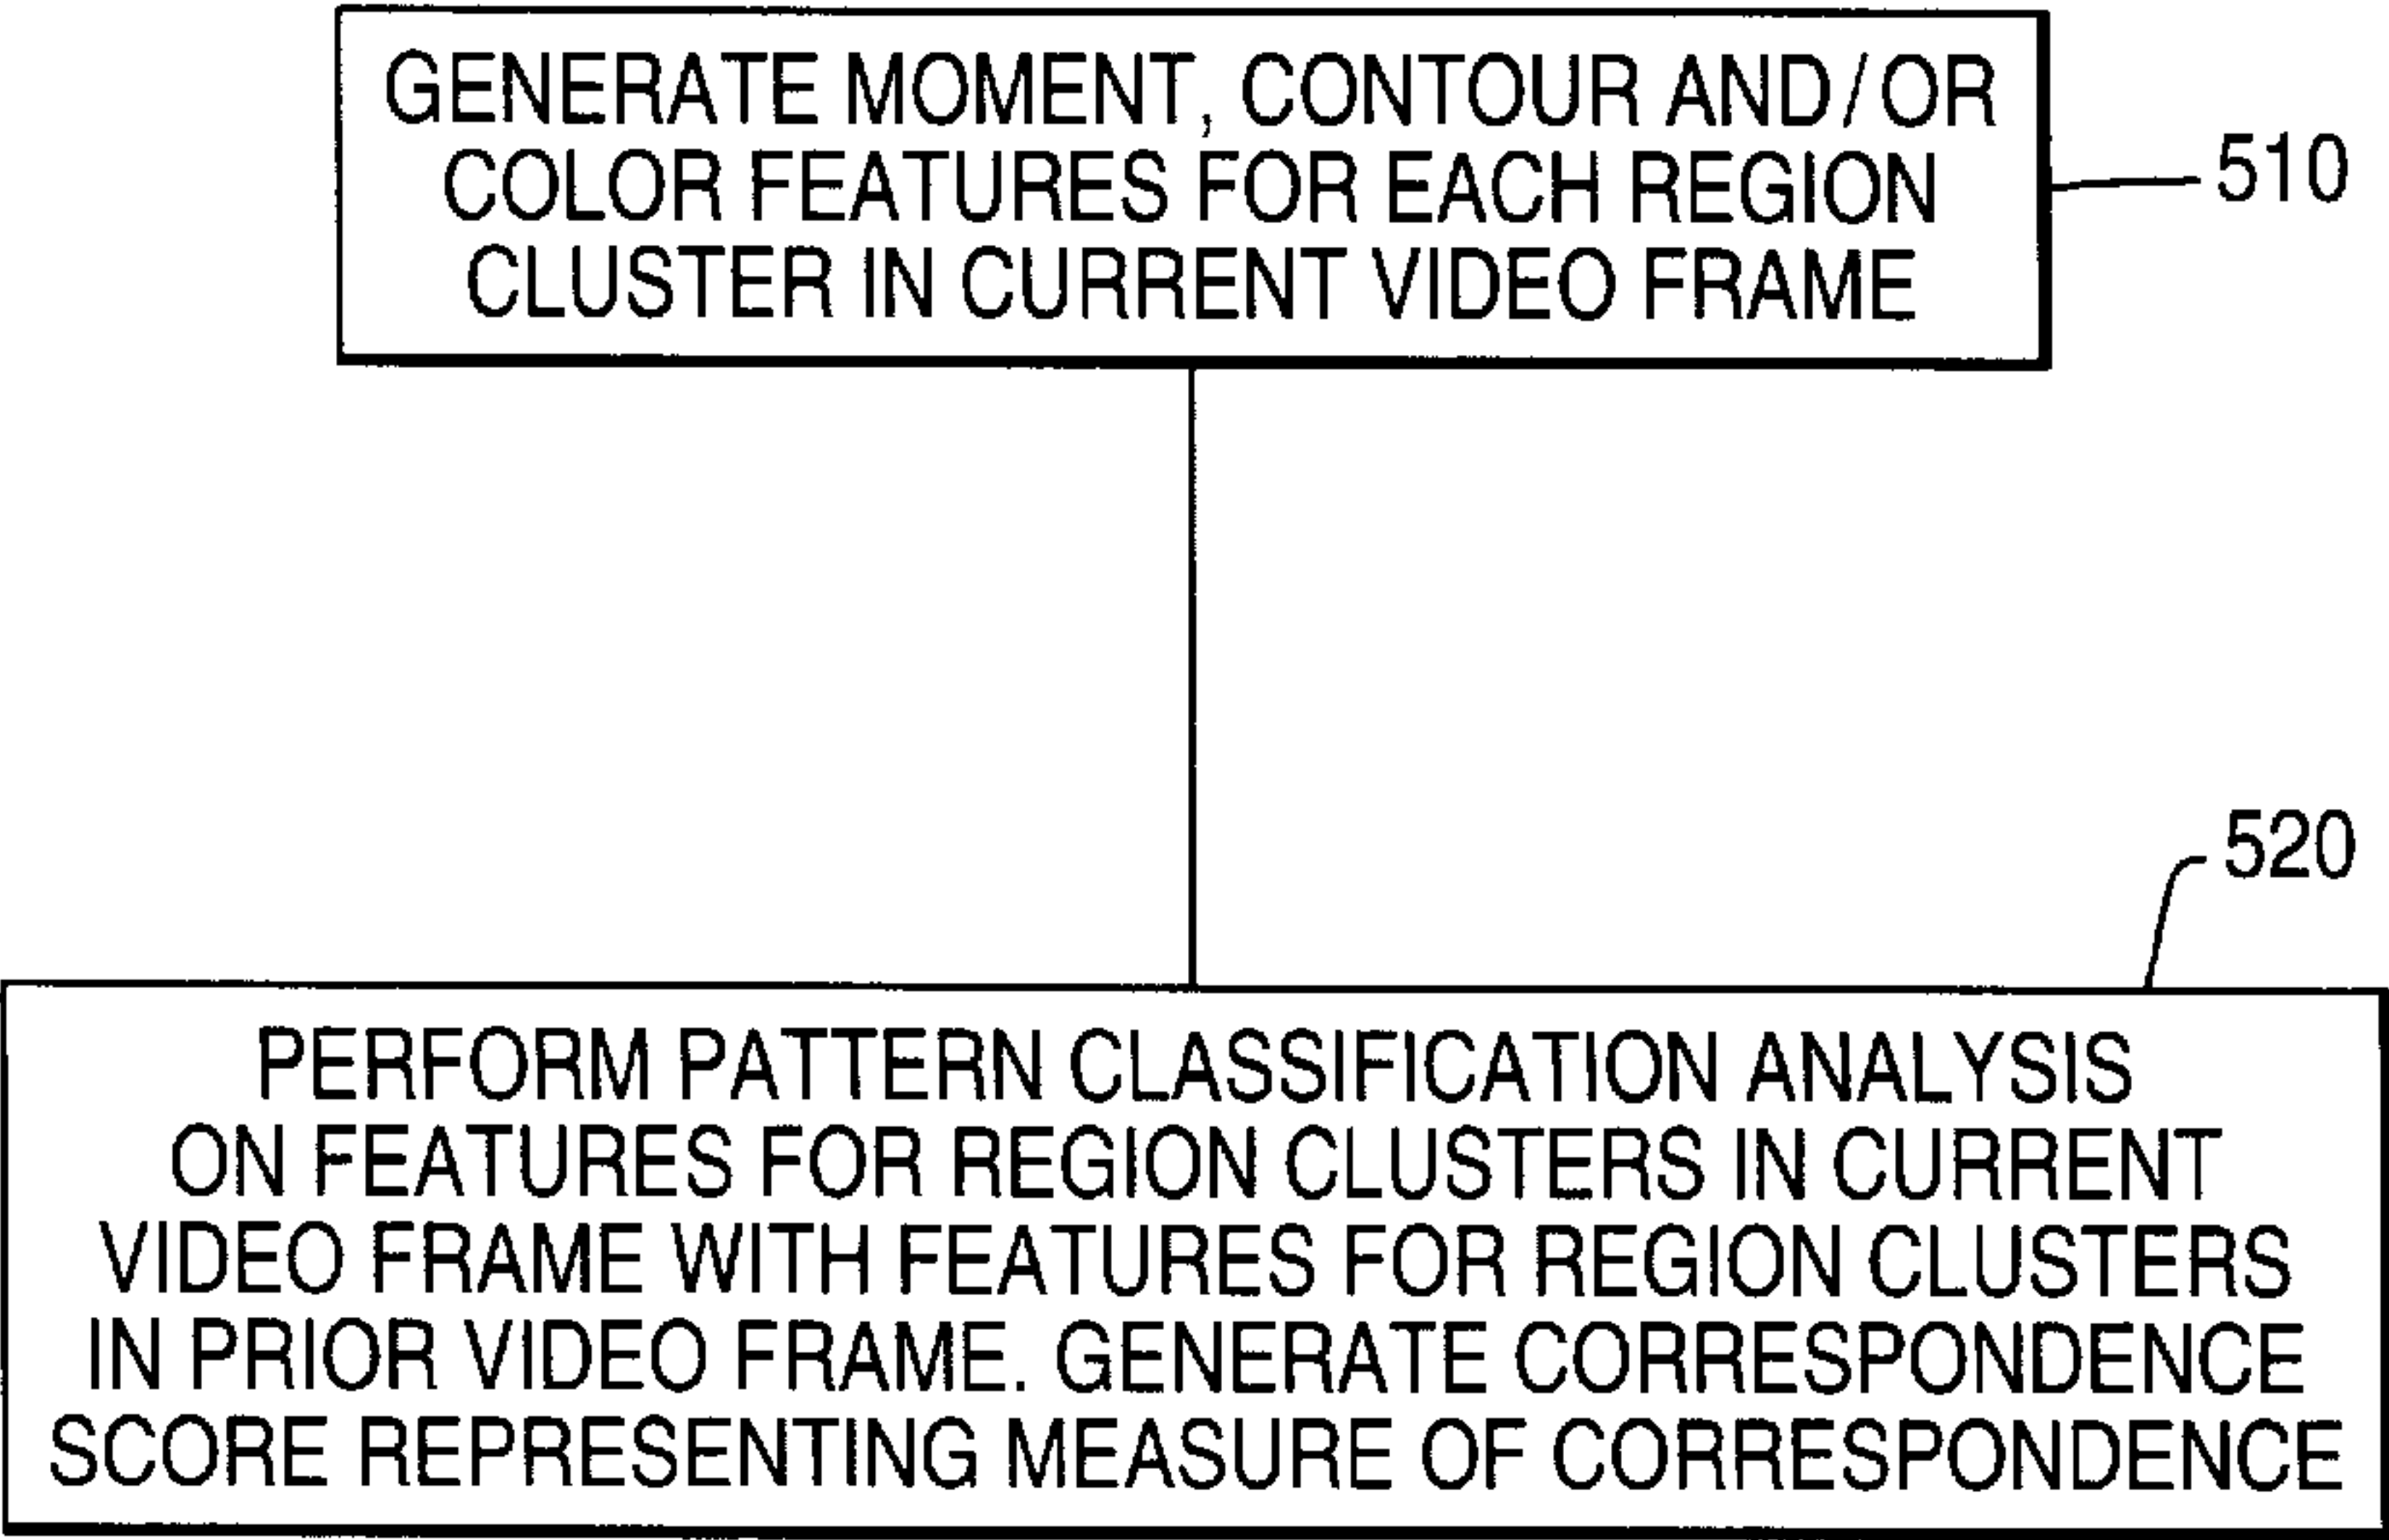 GENERATE MOMENT, CONTOUR AND/OR
COLOR FEATURES FOR EACH REGION
CLUSTER IN CURRENT VIDEO FRAME
510
520
PERFORM PATTERN CLASSIFICATION ANALYSIS
ON FEATURES FOR REGION CLUSTERS IN CURRENT
VIDEO FRAME WITH FEATURES FOR REGION CLUSTERS
IN PRIOR VIDEO FRAME. GENERATE CORRESPONDENCE
SCORE REPRESENTING MEASURE OF CORRESPONDENCE